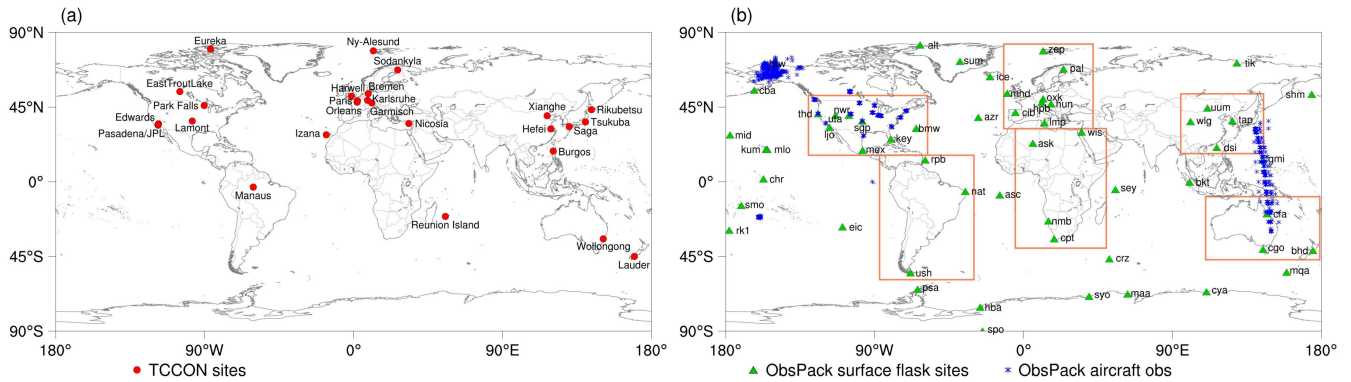 (a)
90°N
45°N
0°
45°S
90°S
180°
90°W
0°
90°E
180°
Eureka
Ny-Alesund
Sodankyla
EastTroutLake
Park Falls
Edwards
Pasadena/JPL
Lamont
Harwell
Bremen
Paris
Karlsruhe
Orleans
Garmisch
Izana
Nicosia
Xianghe
Rikubetsu
Tsukuba
Hefei
Saga
Burgos
Manaus
Reunion Island
Wollongong
Lauder
TCCON sites
(b)
90°N
45°N
0°
45°S
90°S
180°
90°W
0°
90°E
180°
alt
sum
zep
ice
pal
tik
cba
shm
mhd
oxk
hpb
hun
cib
lmp
azr
thd
nwr
uta
sgp
ljo
key
bmw
mex
mid
kum
mlo
wis
ask
uum
wlg
tap
dsi
gmi
rpb
chr
nat
asc
sey
bkt
smo
rk1
eic
nmb
cpt
cfa
cgo
bhd
crz
mqa
ush
psa
hba
syo
maa
cya
spo
ObsPack surface flask sites
ObsPack aircraft obs